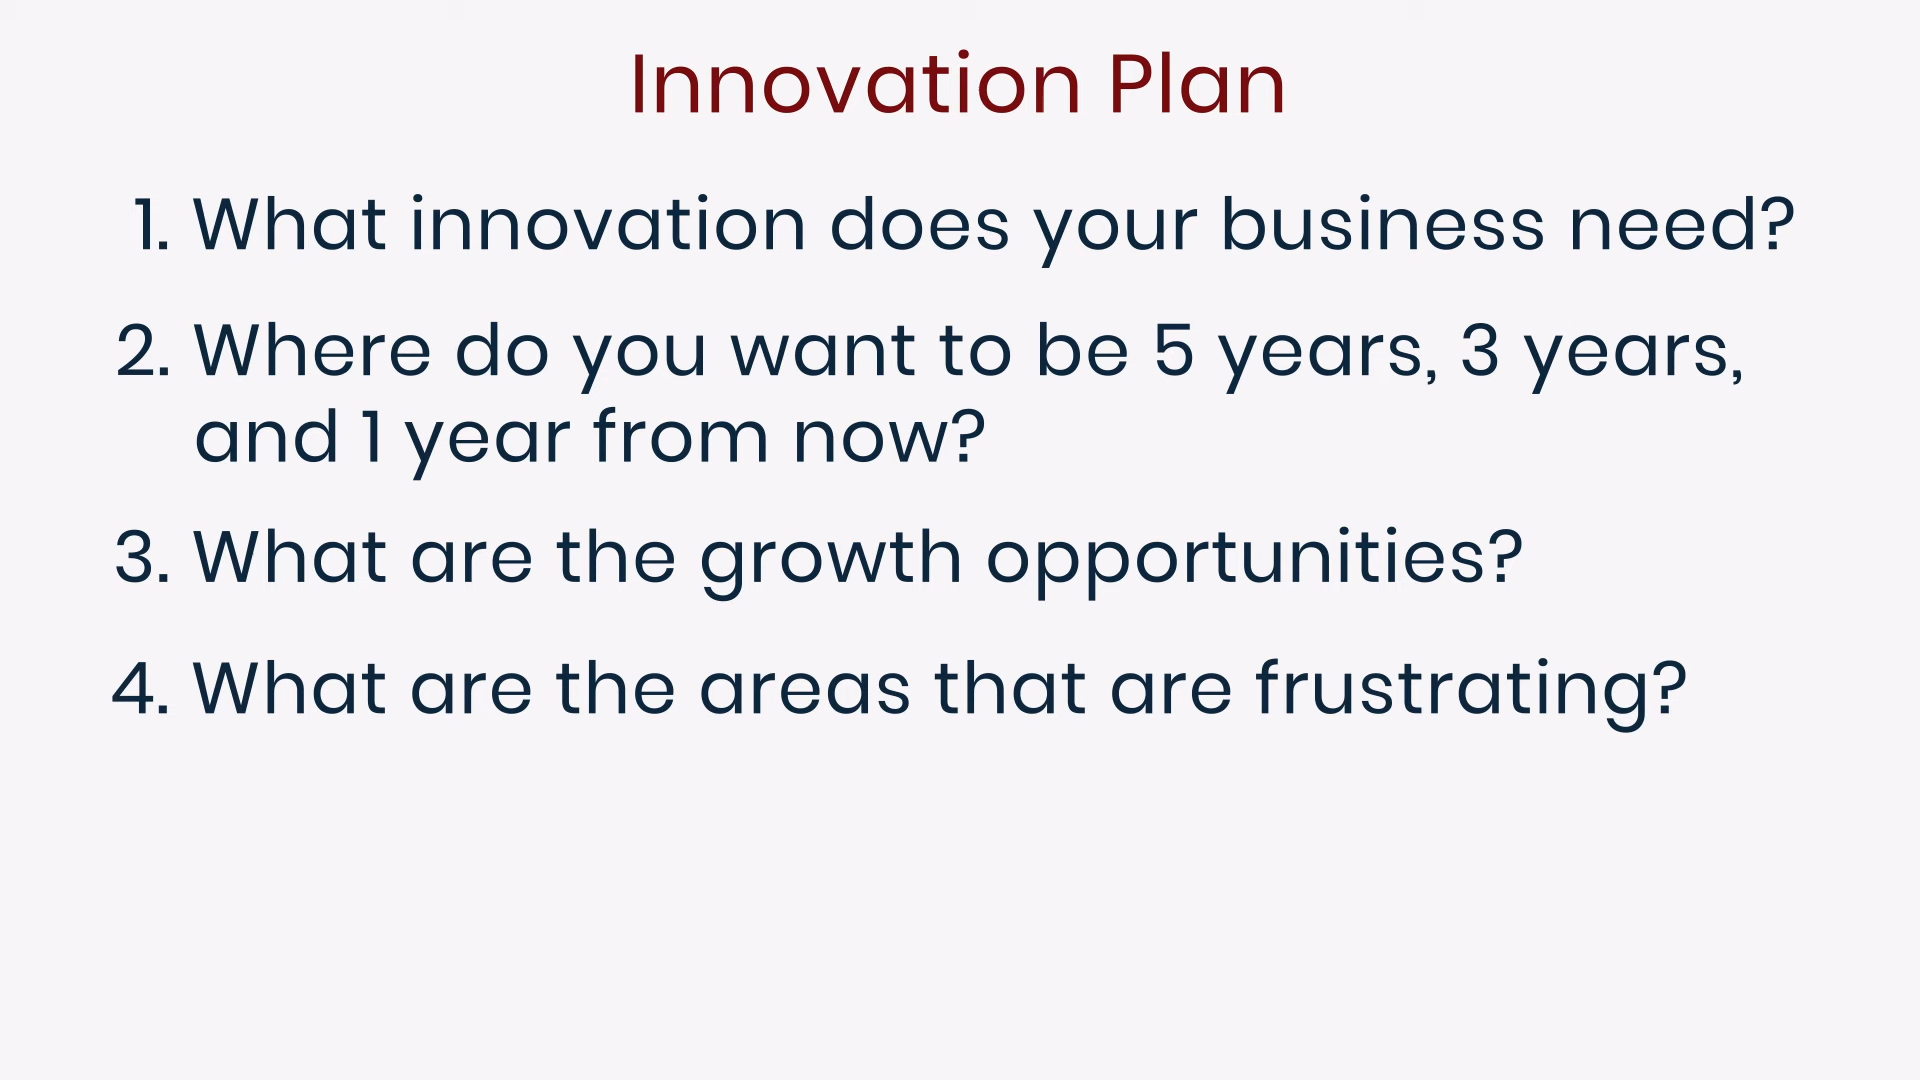 Innovation Plan
1. What innovation does your business need?
2. Where do you want to be 5 years, 3 years,
and 1 year from now?
3. What are the growth opportunities?
4. What are the areas that are frustrating?